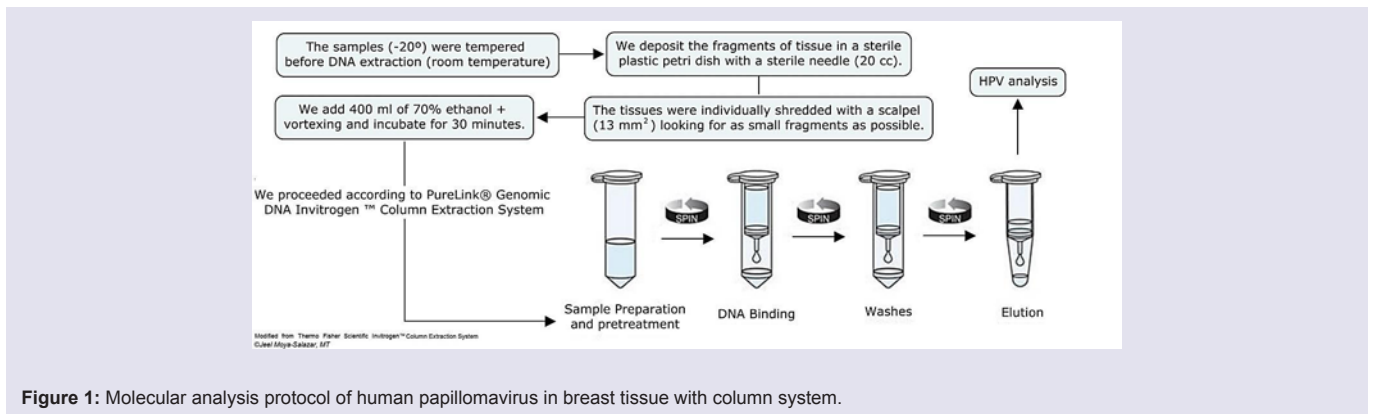 The samples (-20º) were tempered
before DNA extraction (room temperature)
We deposit the fragments of tissue in a sterile
plastic petri dish with a sterile needle (20 cc).
HPV analysis
We add 400 ml of 70% ethanol +
vortexing and incubate for 30 minutes.
The tissues were individually shredded with a scalpel
(13 mm²) looking for as small fragments as possible.
We proceeded according to PureLink® Genomic
DNA Invitrogen ™ Column Extraction System
SPIN
SPIN
SPIN
Sample Preparation
and pretreatment
DNA Binding
Washes
Elution
Modified from Thermo Fisher Scientific Invitrogen™Column Extraction System
©Jeel Moya-Salazar, MT
Figure 1: Molecular analysis protocol of human papillomavirus in breast tissue with column system.